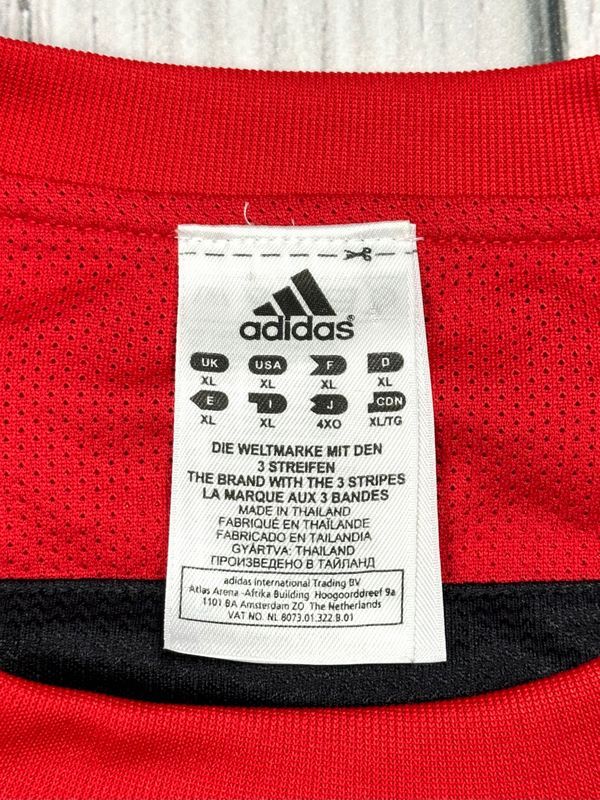 adidas®
UK USA F D
XL XL XL XL
E I J CDN
XL XL 4XO XL/TG
DIE WELTMARKE MIT DEN
3 STREIFEN
THE BRAND WITH THE 3 STRIPES
LA MARQUE AUX 3 BANDES
MADE IN THAILAND
FABRIQUÉ EN THAÏLANDE
FABRICADO EN TAILANDIA
GYÁRTVA: THAILAND
ПРОИЗВЕДЕНО В ТАЙЛАНД
adidas International Trading BV
Atlas Arena -Afrika Building Hoogoorddreef 9a
1101 BA Amsterdam ZO The Netherlands
VAT NO. NL 8073.01.322.B.01